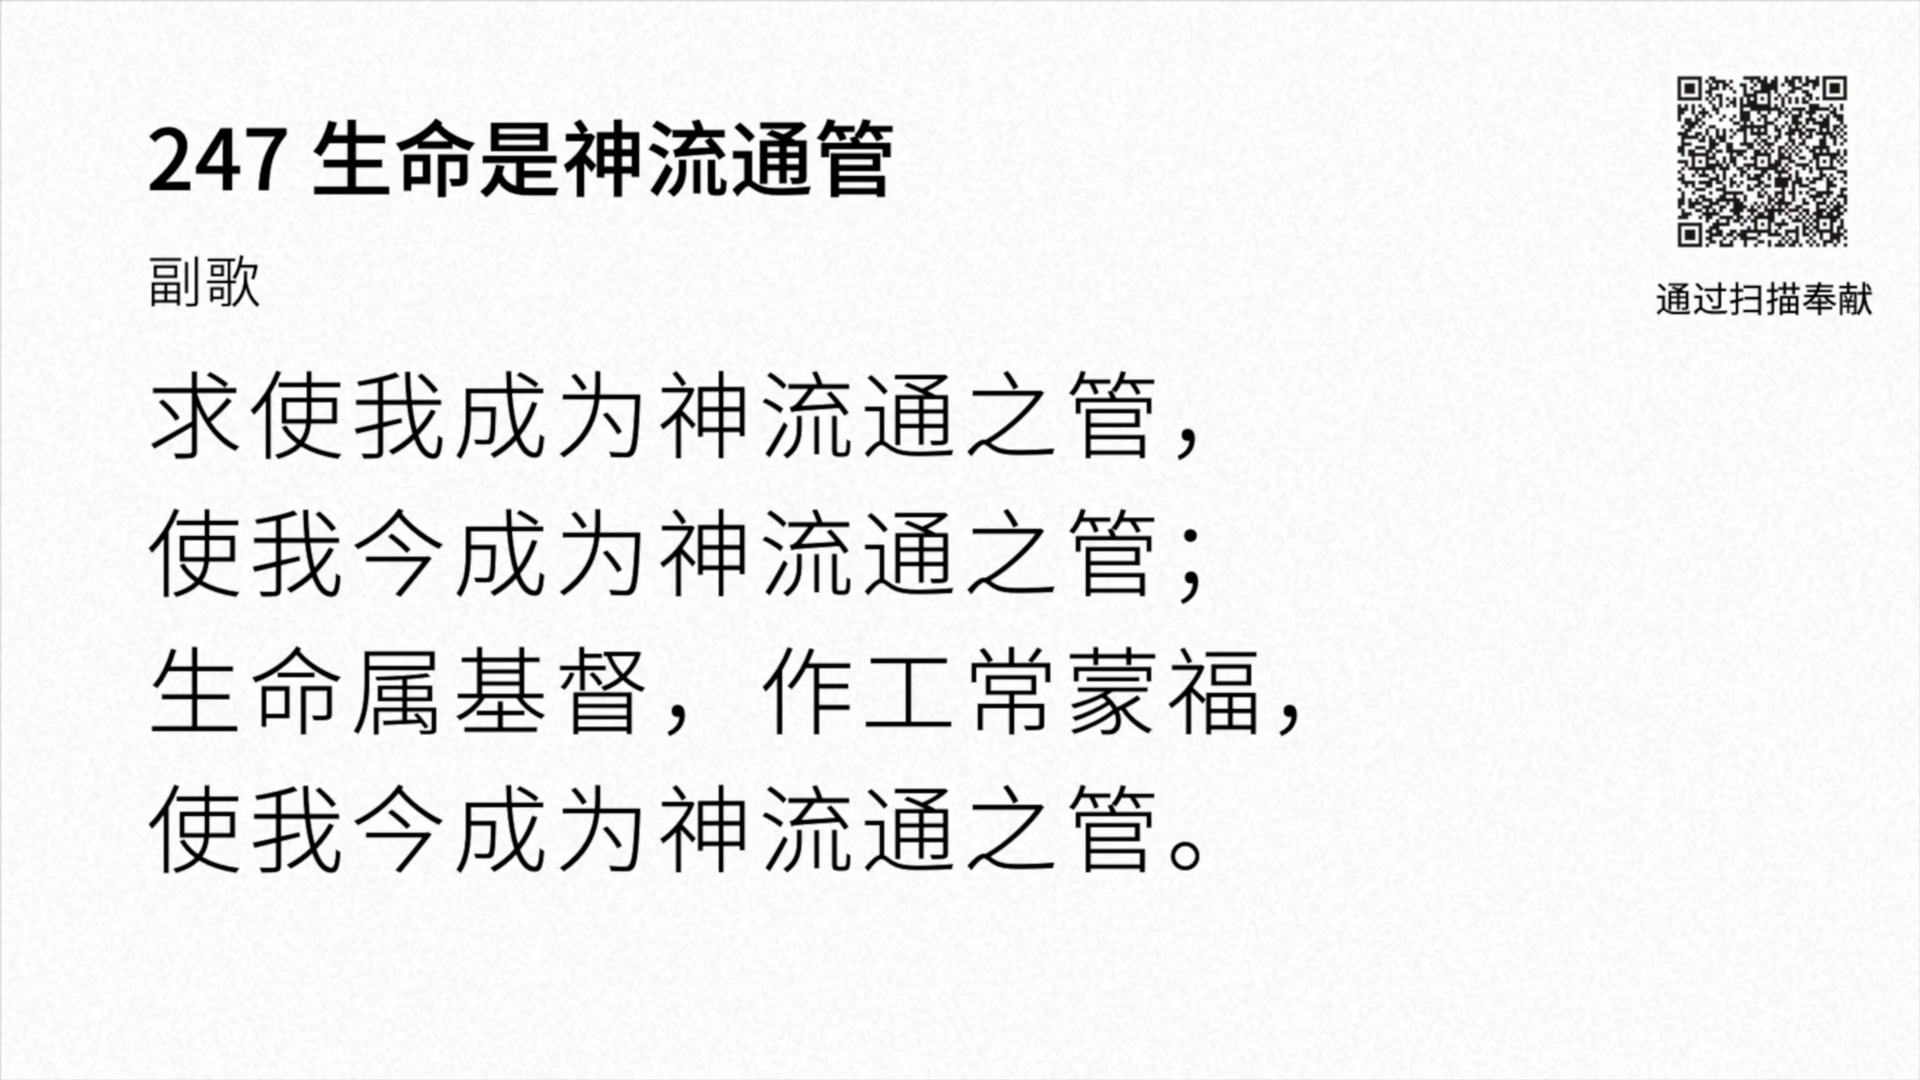 247 生命是神流通管
通过扫描奉献
副歌
求使我成为神流通之管，
使我今成为神流通之管；
生命属基督，作工常蒙福，
使我今成为神流通之管。